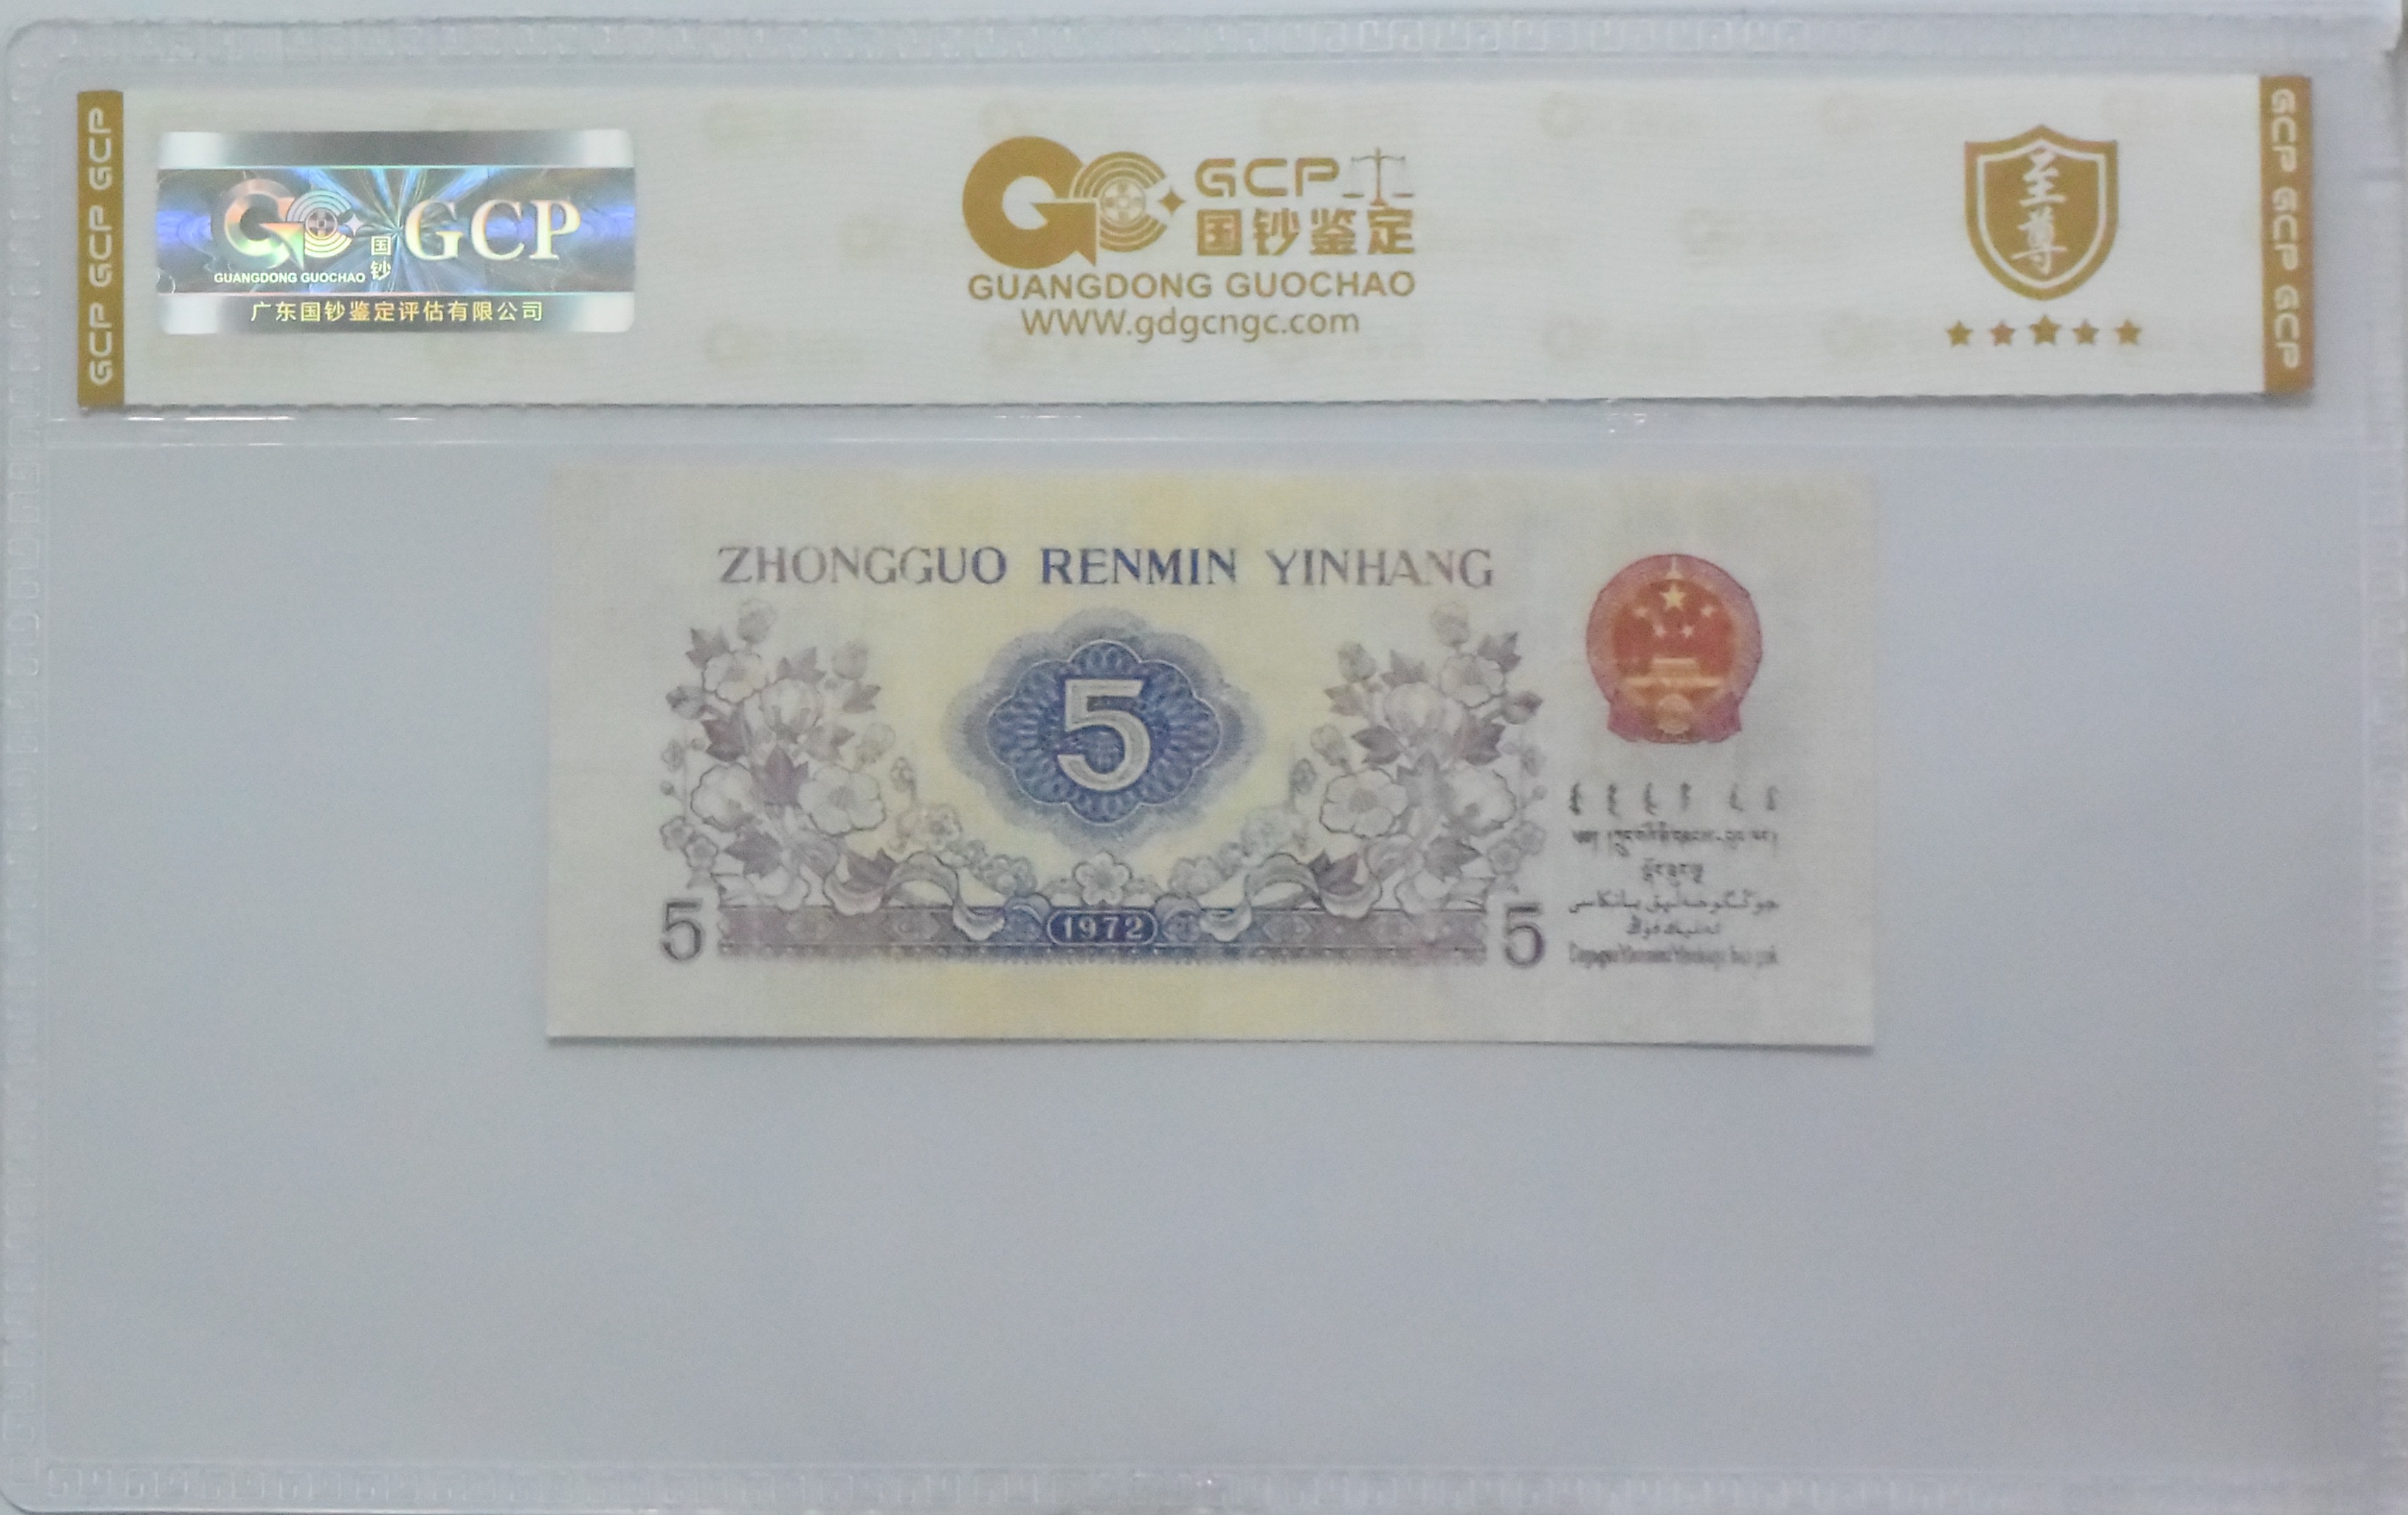 GCP GCP GCP
GUANGDONG GUOCHAO
国钞
GCP
广东国钞鉴定评估有限公司
GCP
国钞鉴定
GUANGDONG GUOCHAO
WWW.gdgcngc.com
至尊
GCP GCP GCP
ZHONGGUO RENMIN YINHANG
5
5
1972
5